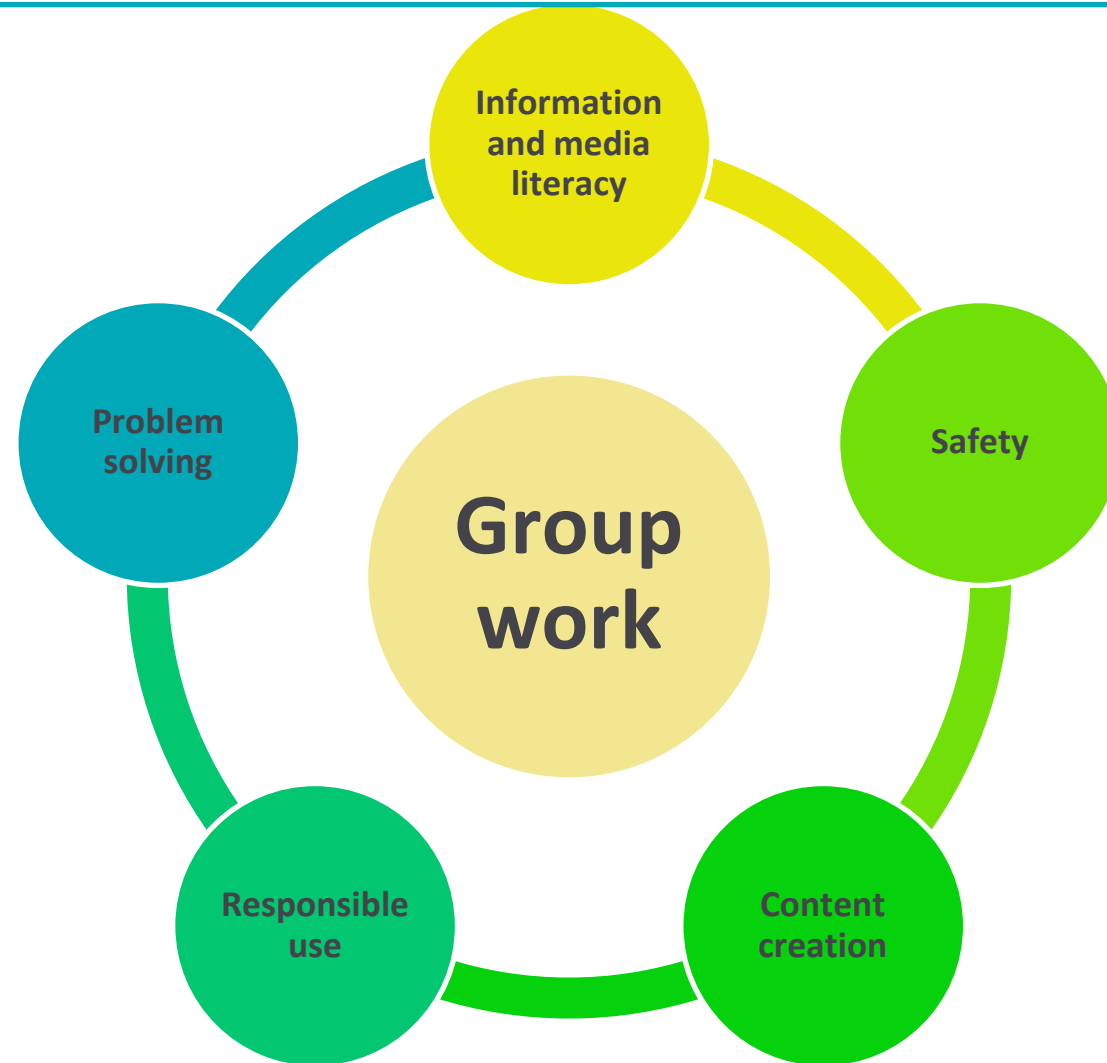 Information
and media
literacy
Safety
Content
creation
Responsible
use
Problem
solving
Group
work